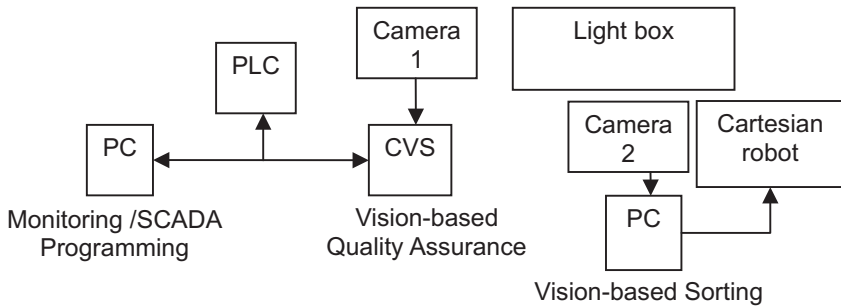 Camera
1
Light box
PLC
PC
CVS
Camera
2
Cartesian
robot
Monitoring /SCADA
Programming
Vision-based
Quality Assurance
PC
Vision-based Sorting